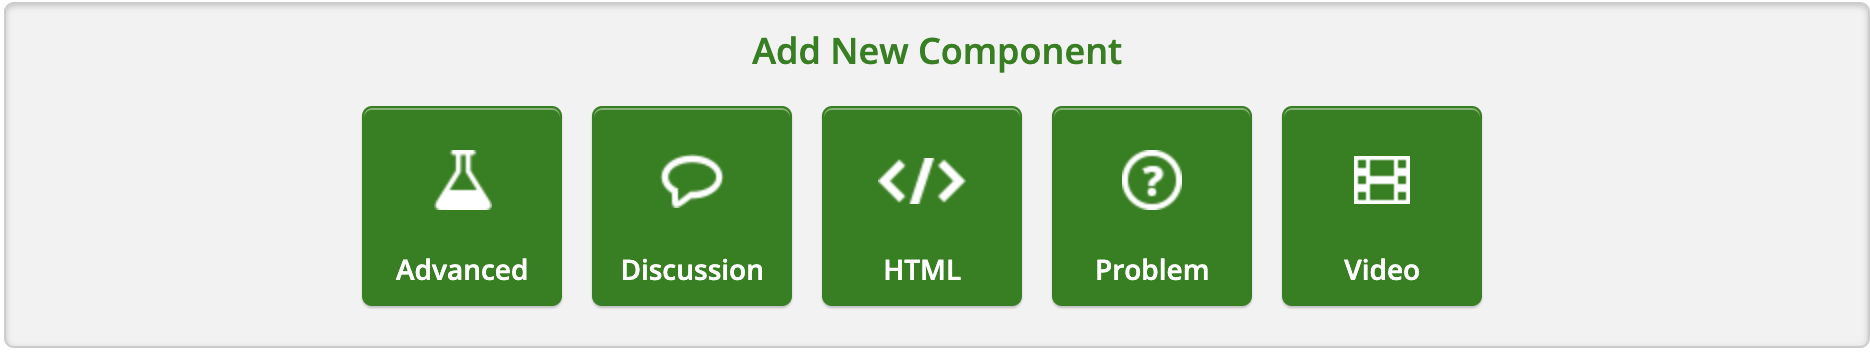 Add New Component
Advanced
Discussion
HTML
Problem
Video